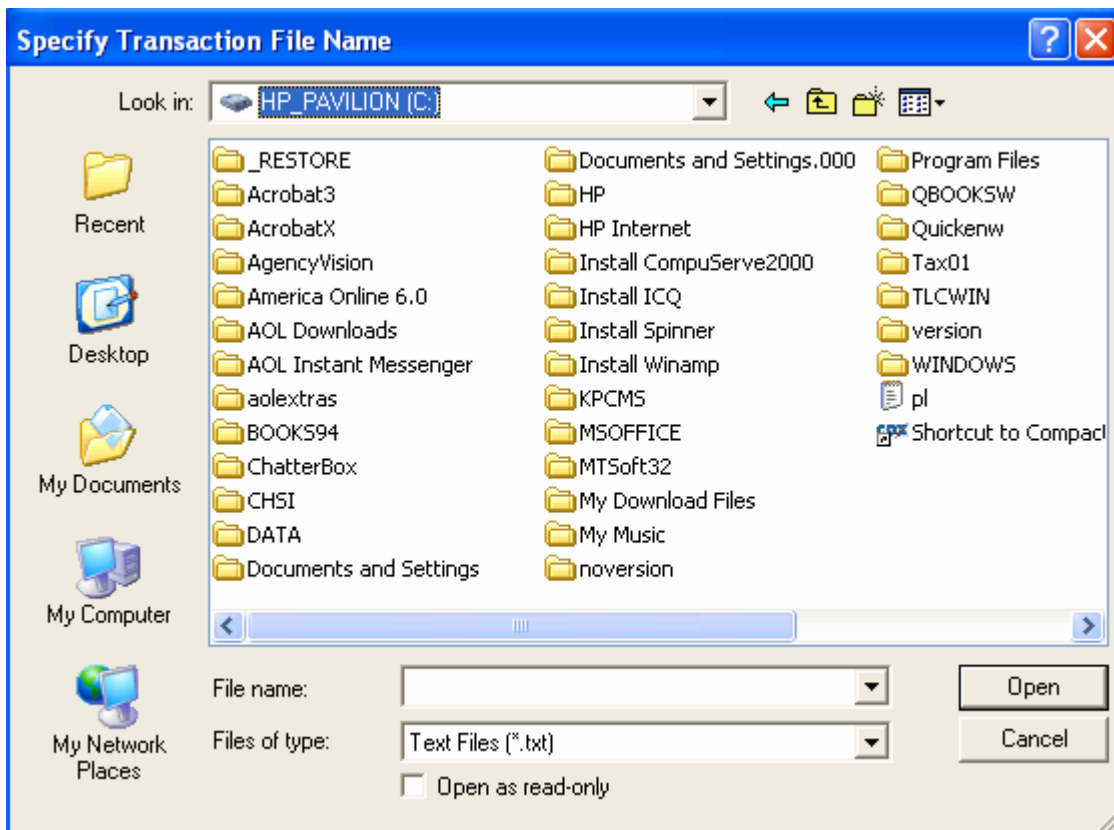 Specify Transaction File Name
Look in: HP_PAVILION (C:
Recent
Desktop
My Documents
My Computer
My Network
Places
_RESTORE
Acrobat3
AcrobatX
AgencyVision
America Online 6.0
AOL Downloads
AOL Instant Messenger
aolextras
BOOKS94
ChatterBox
CHSI
DATA
Documents and Settings
Documents and Settings.000
HP
HP Internet
Install CompuServe2000
Install ICQ
Install Spinner
Install Winamp
KPCMS
MSOFFICE
MTSoft32
My Download Files
My Music
noversion
Program Files
QBOOKSW
Quickenw
Tax01
TLCWIN
version
WINDOWS
pl
Shortcut to Compact
File name:
Open
Files of type: Text Files (*.txt)
Cancel
Open as read-only